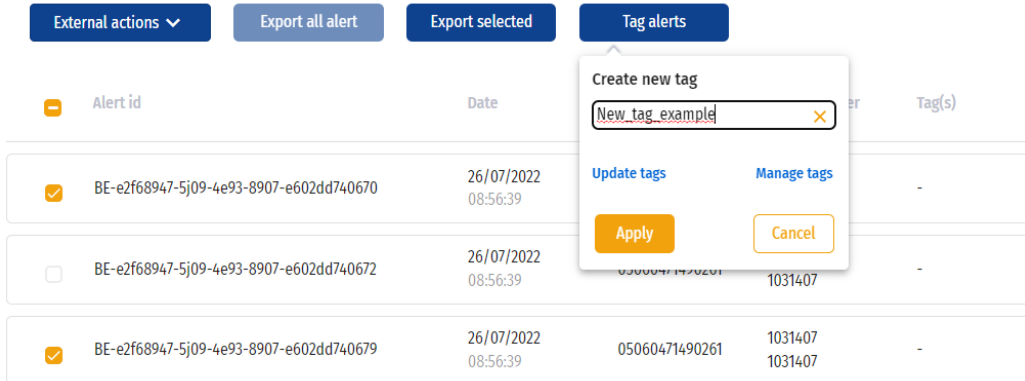 External actions
Export all alert
Export selected
Tag alerts
Create new tag
New_tag_example
Update tags
Manage tags
Apply
Cancel
Alert id
Date
er
Tag(s)
BE-e2f68947-5j09-4e93-8907-e602dd740670
26/07/2022
08:56:39
-
BE-e2f68947-5j09-4e93-8907-e602dd740672
26/07/2022
08:56:39
05060471490261
1031407
-
BE-e2f68947-5j09-4e93-8907-e602dd740679
26/07/2022
08:56:39
05060471490261
1031407
1031407
-